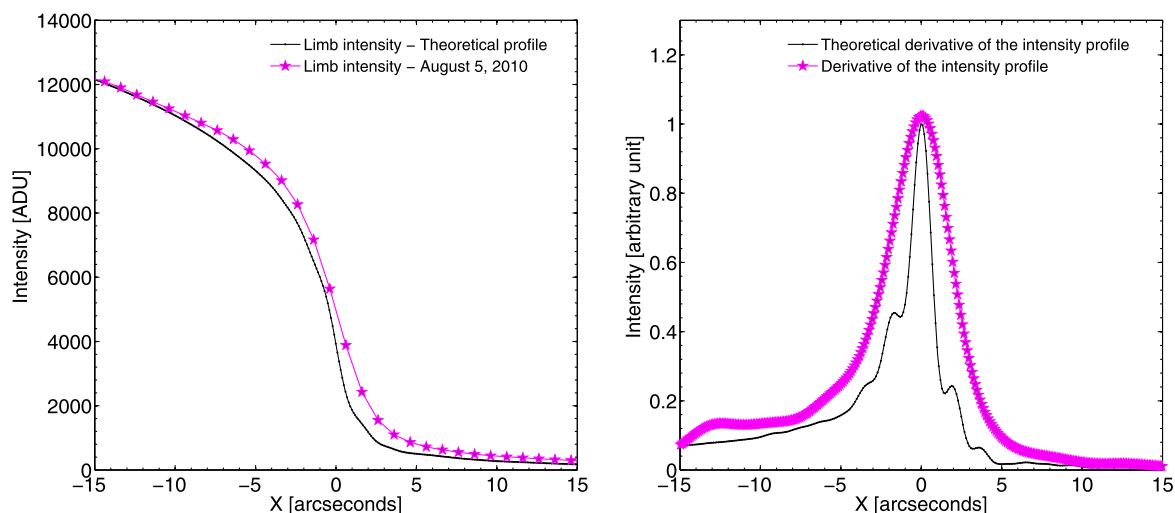 14000
12000
10000
8000
6000
4000
2000
0
Intensity [ADU]
Limb intensity − Theoretical profile
Limb intensity − August 5, 2010
−15 −10 −5 0 5 10 15
X [arcseconds]
1.2
1
0.8
0.6
0.4
0.2
0
Intensity [arbitrary unit]
Theoretical derivative of the intensity profile
Derivative of the intensity profile
−15 −10 −5 0 5 10 15
X [arcseconds]